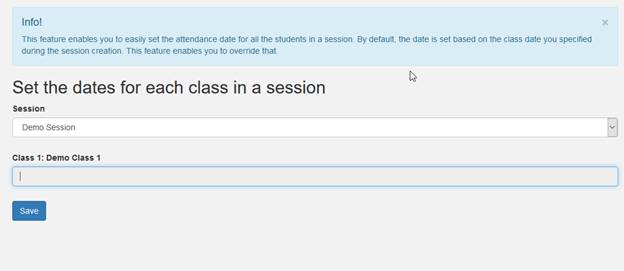 Info!
×
This feature enables you to easily set the attendance date for all the students in a session. By default, the date is set based on the class date you specified
during the session creation. This feature enables you to override that
Set the dates for each class in a session
Session
Demo Session
Class 1: Demo Class 1
Save